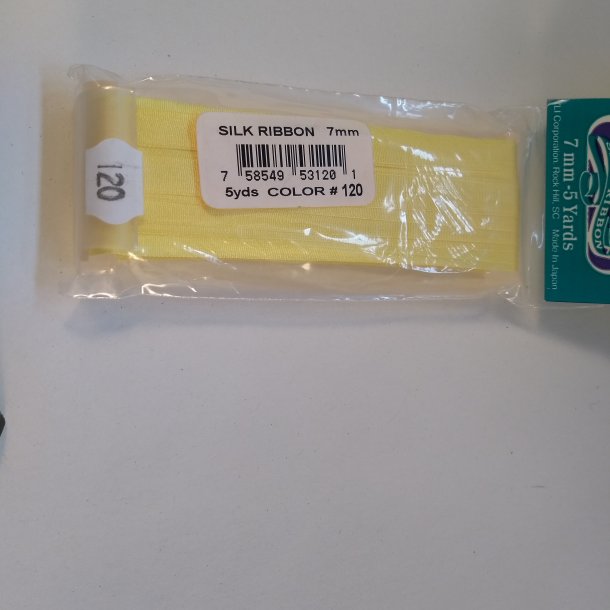 SILK RIBBON 7mm
7 58549 53120 1
5yds COLOR # 120
120
7 mm-5 Yards
LI Corporation Rock Hill, SC Made In Japan
RIBBON